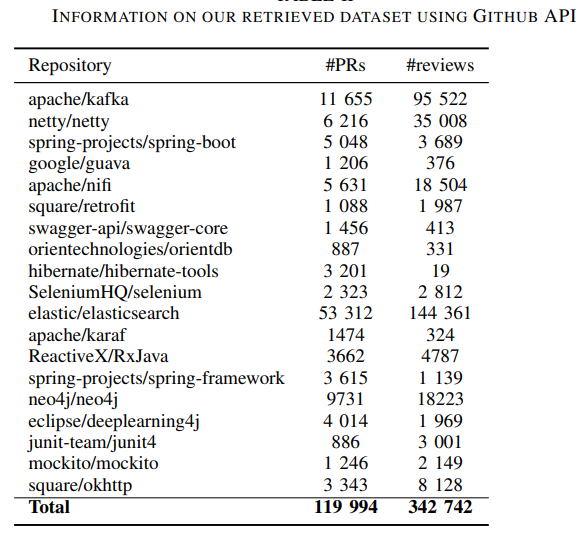 INFORMATION ON OUR RETRIEVED DATASET USING GITHUB API
Repository #PRs #reviews
apache/kafka 11 655 95 522
netty/netty 6 216 35 008
spring-projects/spring-boot 5 048 3 689
google/guava 1 206 376
apache/nifi 5 631 18 504
square/retrofit 1 088 1 987
swagger-api/swagger-core 1 456 413
orientechnologies/orientdb 887 331
hibernate/hibernate-tools 3 201 19
SeleniumHQ/selenium 2 323 2 812
elastic/elasticsearch 53 312 144 361
apache/karaf 1474 324
ReactiveX/RxJava 3662 4787
spring-projects/spring-framework 3 615 1 139
neo4j/neo4j 9731 18223
eclipse/deeplearning4j 4 014 1 969
junit-team/junit4 886 3 001
mockito/mockito 1 246 2 149
square/okhttp 3 343 8 128
Total 119 994 342 742